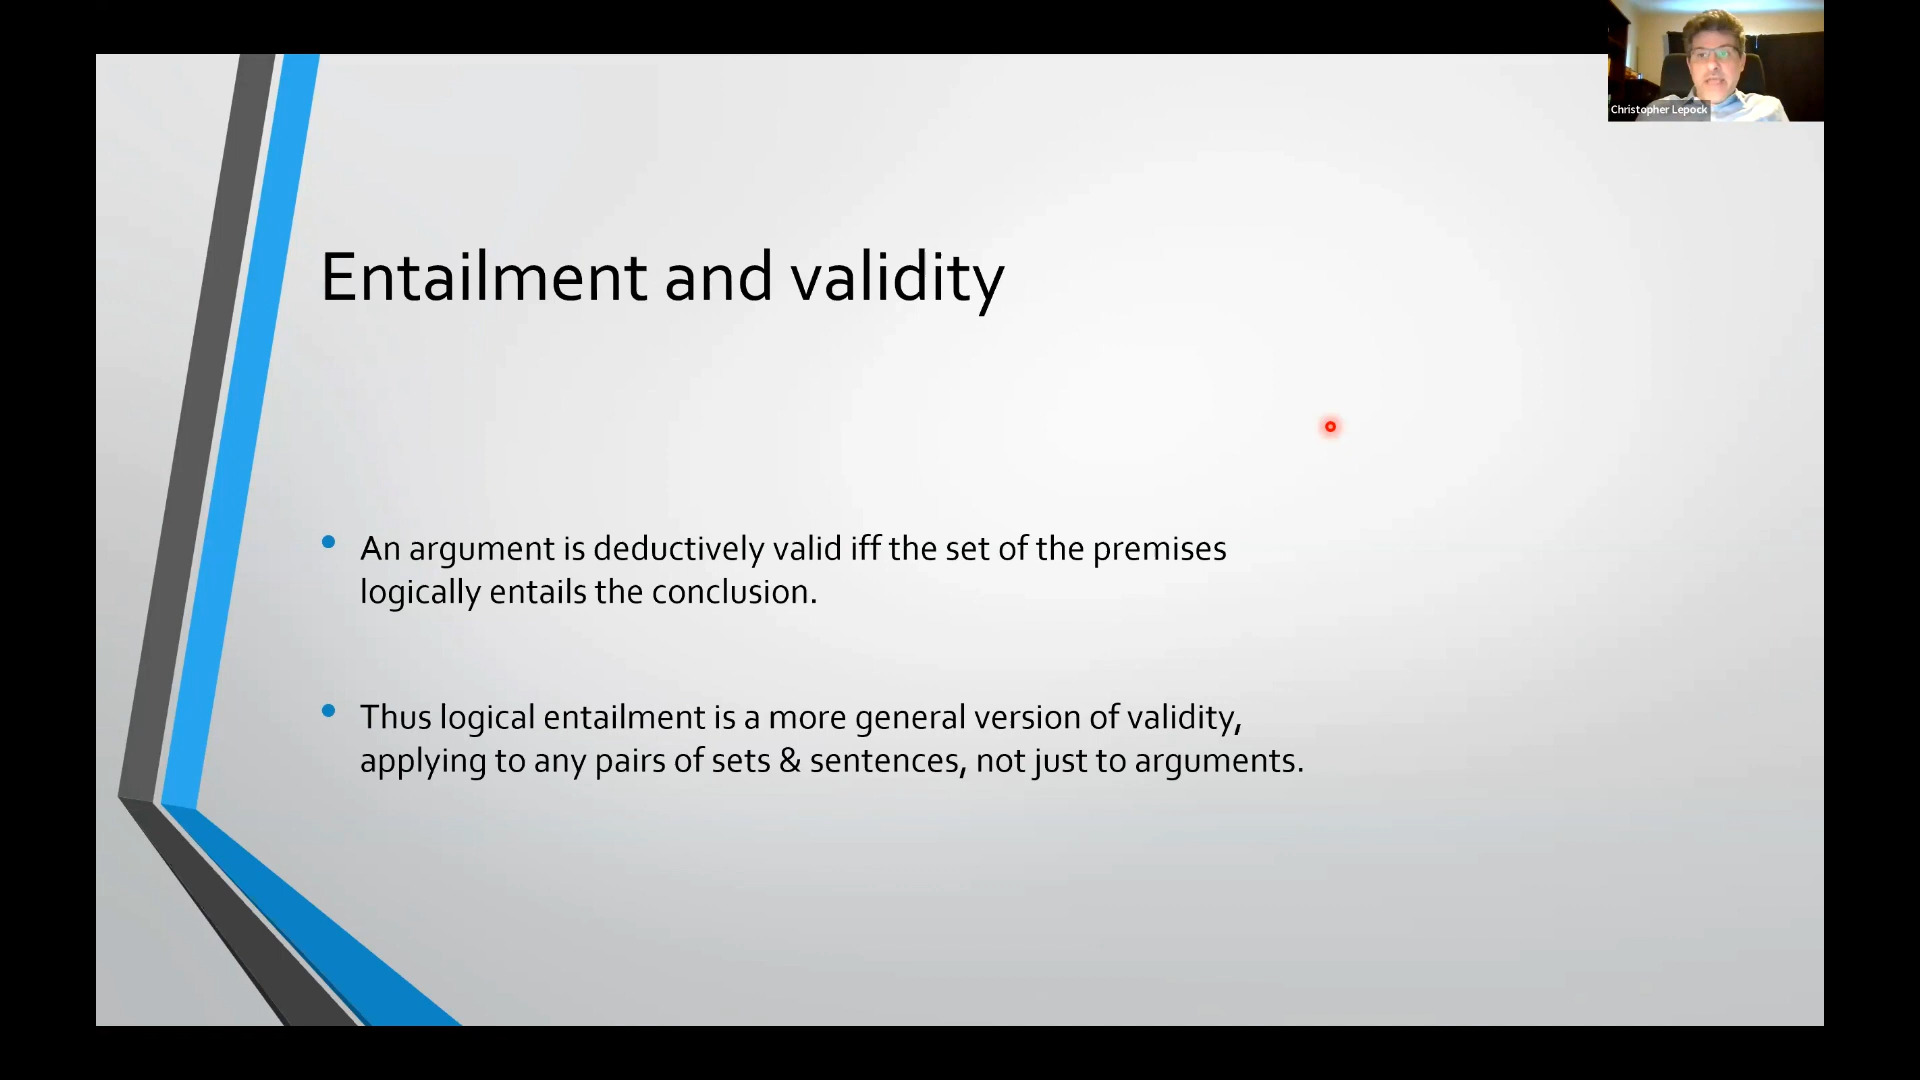 Christopher Lepock
Entailment and validity
• An argument is deductively valid iff the set of the premises
logically entails the conclusion.
• Thus logical entailment is a more general version of validity,
applying to any pairs of sets & sentences, not just to arguments.